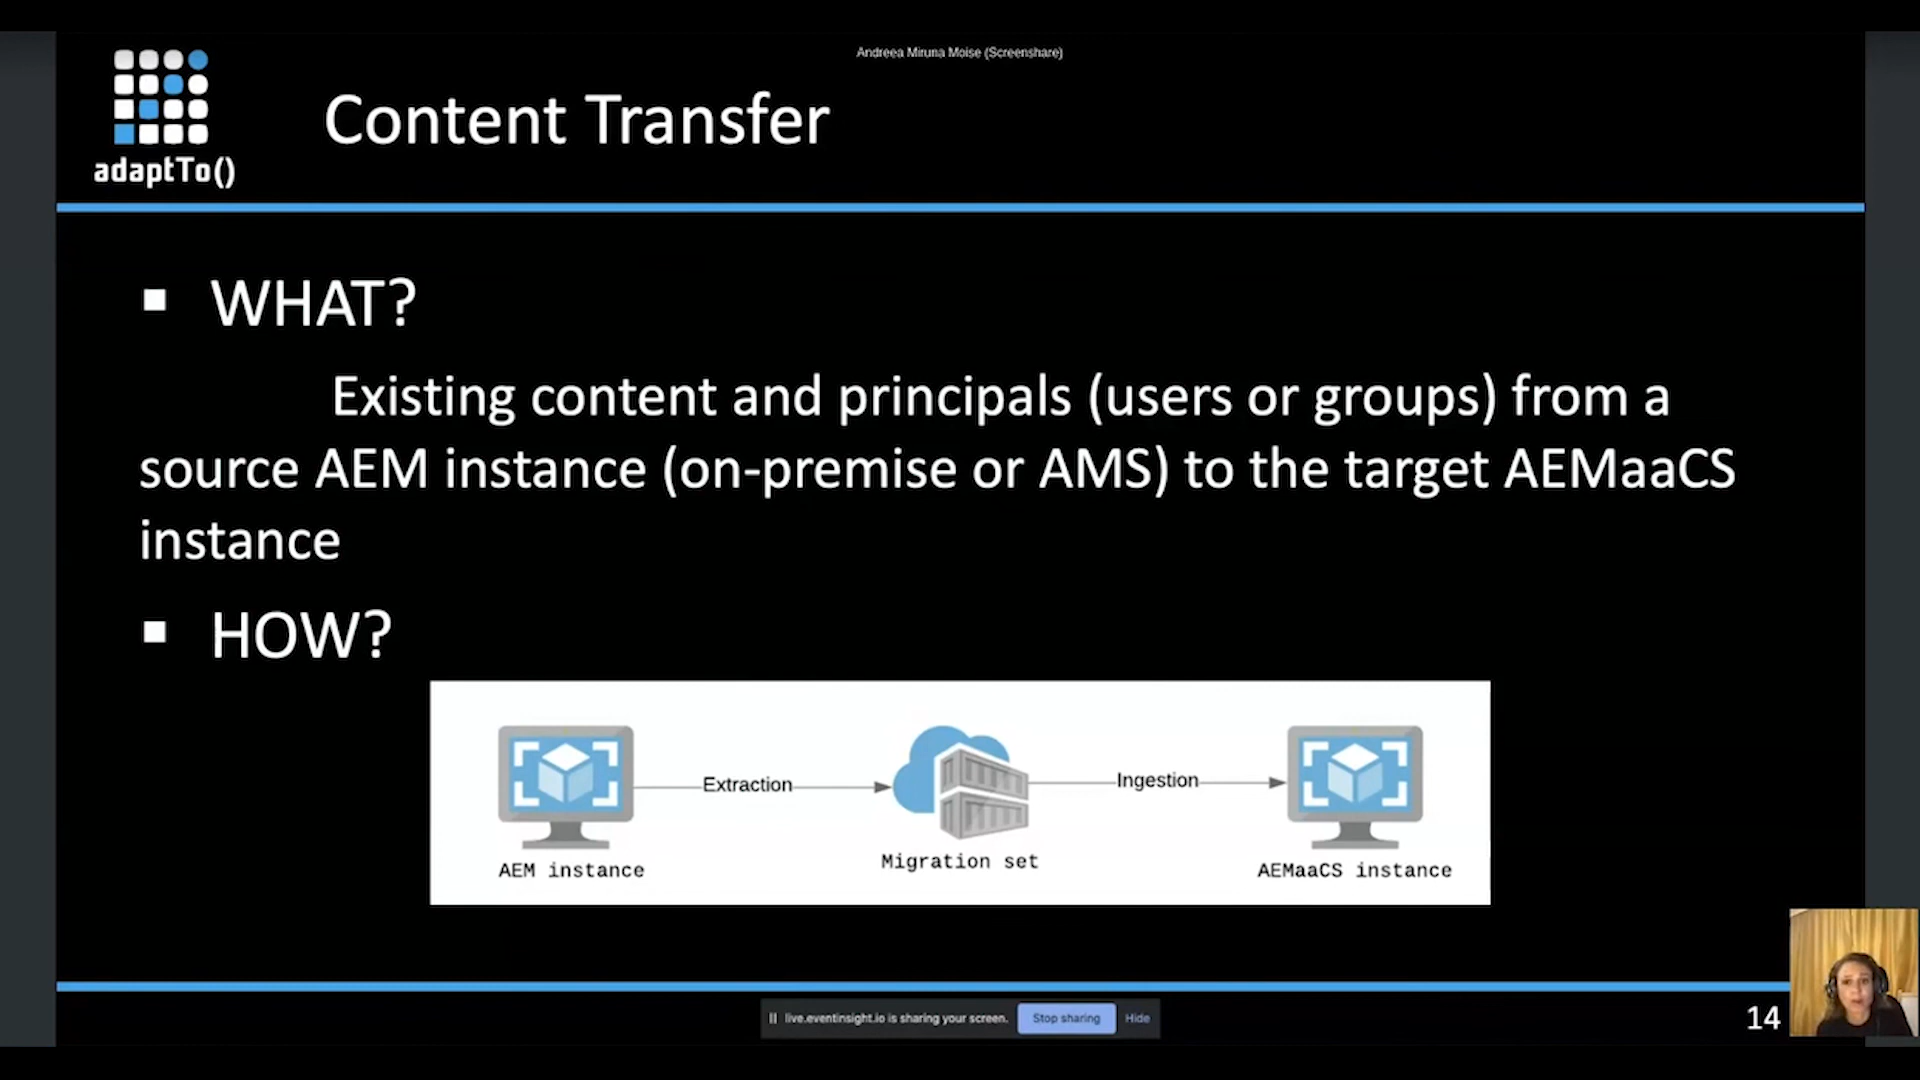 Andreea Miruna Moise (Screenshare)
adaptTo()
Content Transfer
WHAT?
Existing content and principals (users or groups) from a
source AEM instance (on-premise or AMS) to the target AEMaaCS
instance
HOW?
Extraction
Ingestion
AEM instance
Migration set
AEMaaCS instance
live.eventinsight.io is sharing your screen.
Stop sharing
Hide
14